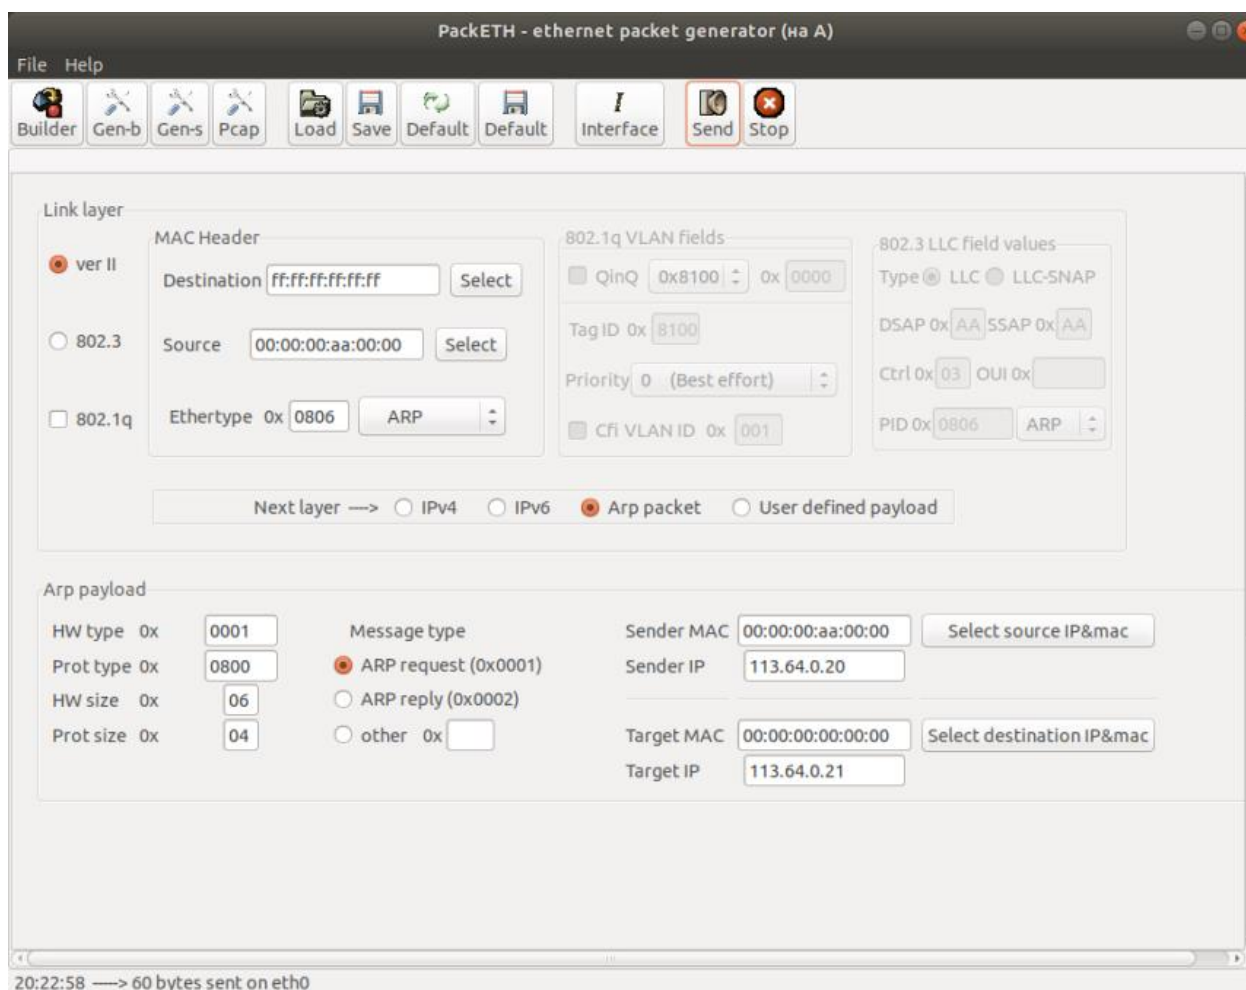 PackETH - ethernet packet generator (на A)
File Help
Builder Gen-b Gen-s Pcap Load Save Default Default Interface Send Stop
Link layer
ver II
802.3
802.1q
MAC Header
Destination ff:ff:ff:ff:ff:ff Select
Source 00:00:00:aa:00:00 Select
Ethertype 0x 0806 ARP
802.1q VLAN fields
QinQ 0x8100 0x 0000
Tag ID 0x 8100
Priority 0 (Best effort)
Cfi VLAN ID 0x 001
802.3 LLC field values
Type LLC LLC-SNAP
DSAP 0x AA SSAP 0x AA
Ctrl 0x 03 OUI 0x
PID 0x 0806 ARP
Next layer ----> IPv4 IPv6 Arp packet User defined payload
Arp payload
HW type 0x 0001
Prot type 0x 0800
HW size 0x 06
Prot size 0x 04
Message type
ARP request (0x0001)
ARP reply (0x0002)
other 0x
Sender MAC 00:00:00:aa:00:00 Select source IP&mac
Sender IP 113.64.0.20
Target MAC 00:00:00:00:00:00 Select destination IP&mac
Target IP 113.64.0.21
20:22:58 ----> 60 bytes sent on eth0